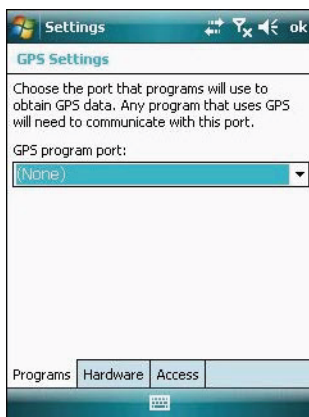 Settings
ok
GPS Settings
Choose the port that programs will use to
obtain GPS data. Any program that uses GPS
will need to communicate with this port.
GPS program port:
(None)
Programs Hardware Access